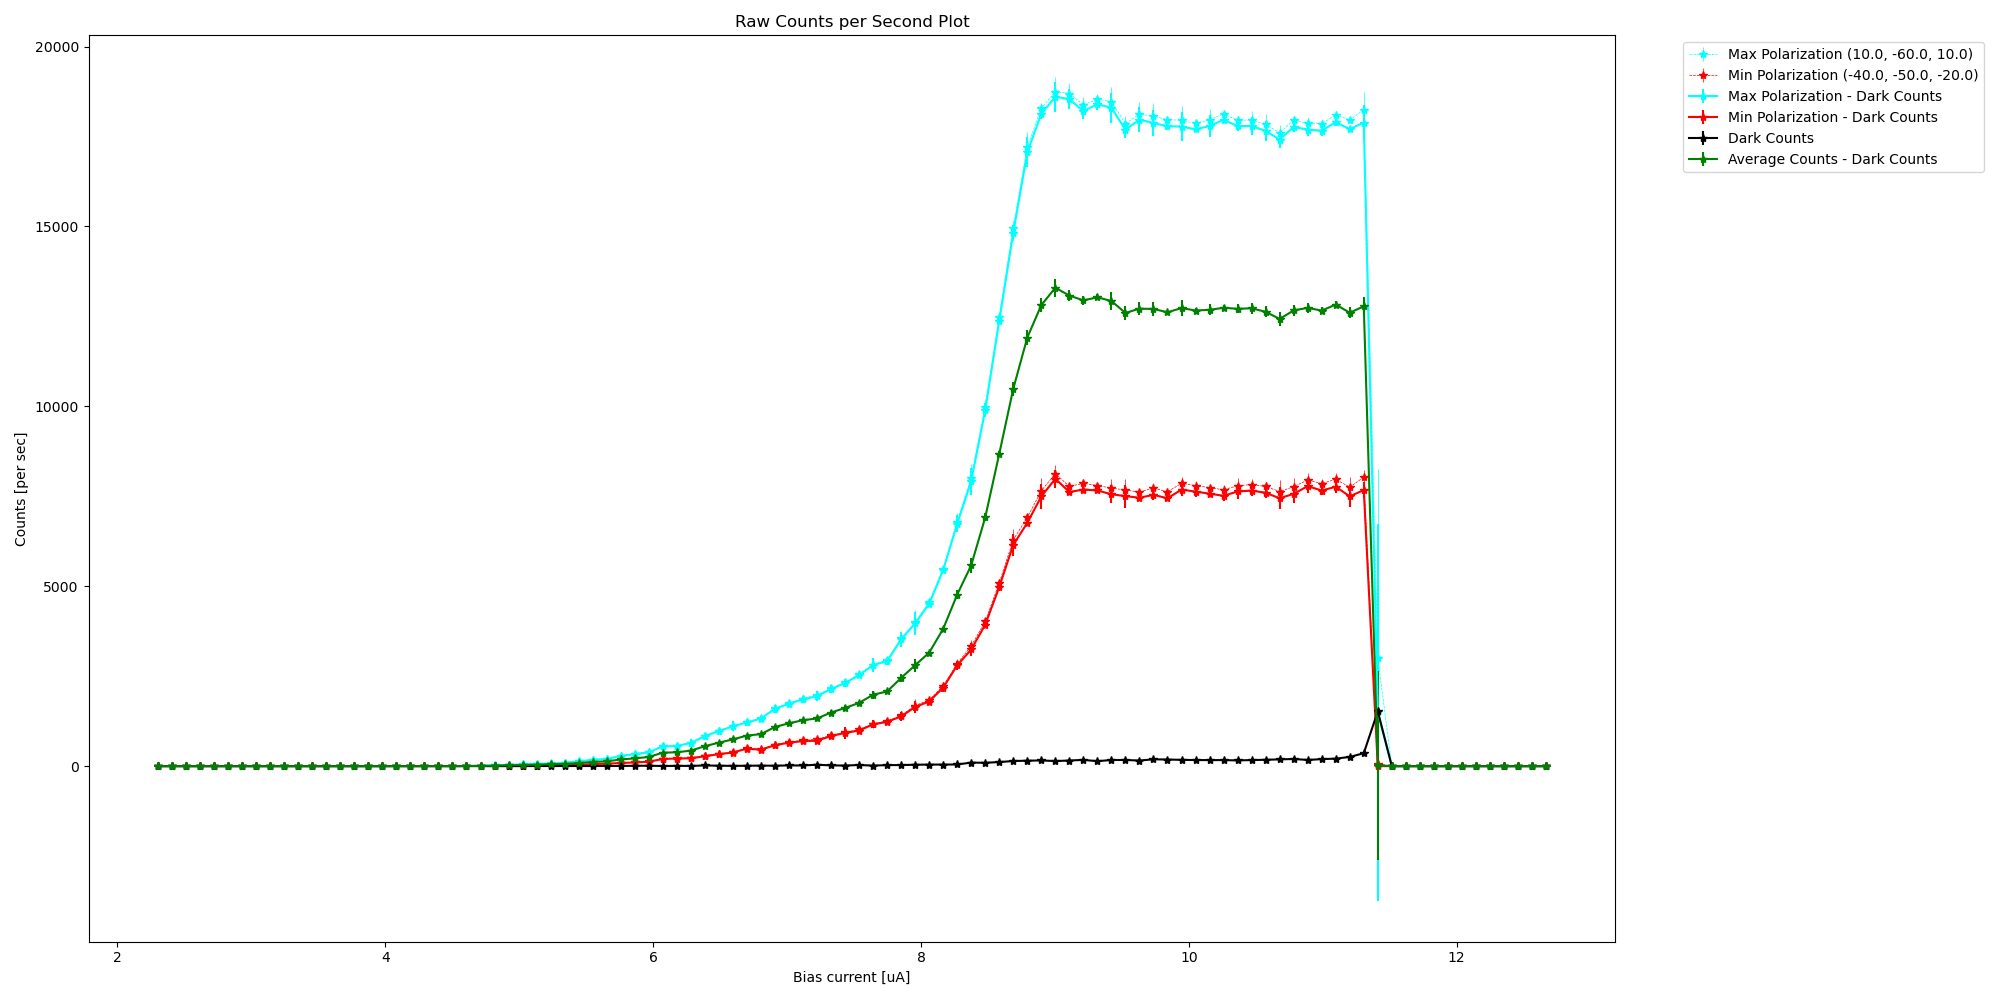 Raw Counts per Second Plot
Max Polarization (10.0, -60.0, 10.0)
Min Polarization (-40.0, -50.0, -20.0)
Max Polarization - Dark Counts
Min Polarization - Dark Counts
Dark Counts
Average Counts - Dark Counts
Counts [per sec]
20000
15000
10000
5000
0
2 4 6 8 10 12
Bias current [uA]